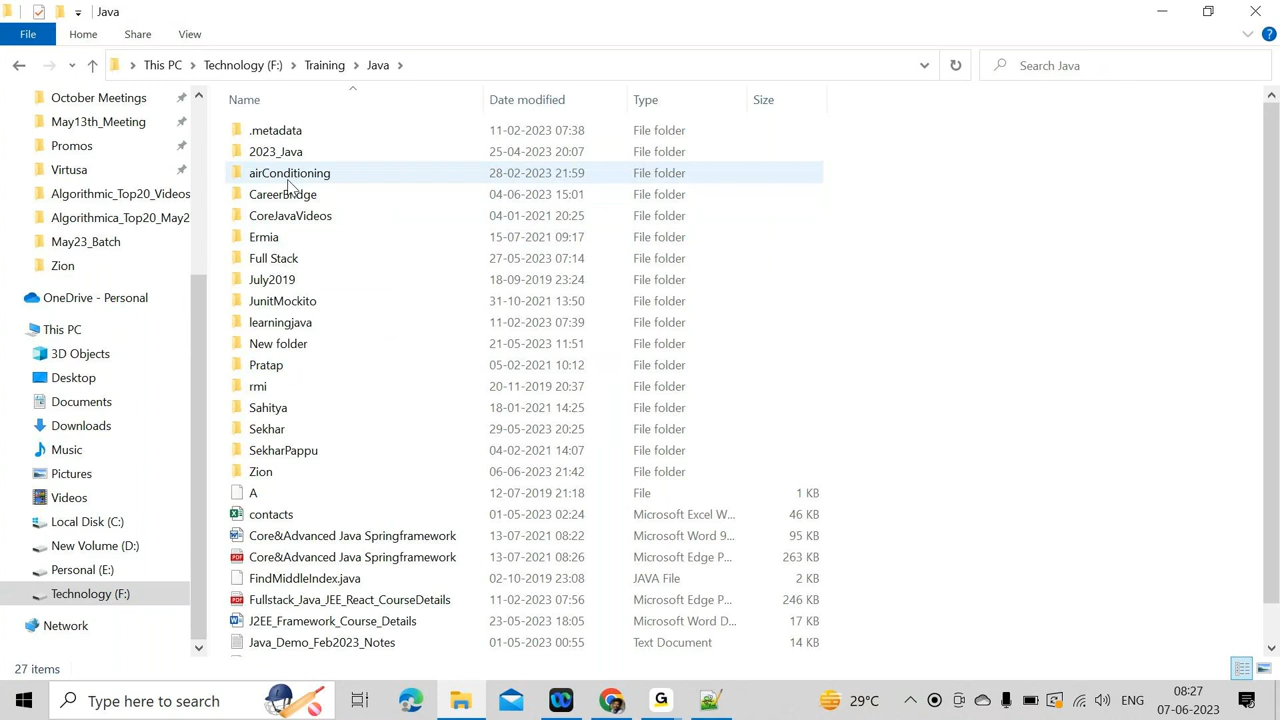 Java
File Home Share View
This PC Technology (F:) Training Java
Search Java
Name Date modified Type Size
October Meetings
May13th_Meeting
Promos
Virtusa
Algorithmic_Top20_Videos
Algorithmica_Top20_May2
May23_Batch
Zion
OneDrive - Personal
This PC
3D Objects
Desktop
Documents
Downloads
Music
Pictures
Videos
Local Disk (C:)
New Volume (D:)
Personal (E:)
Technology (F:)
Network
.metadata 11-02-2023 07:38 File folder
2023_Java 25-04-2023 20:07 File folder
airConditioning 28-02-2023 21:59 File folder
CareerBridge 04-06-2023 15:01 File folder
CoreJavaVideos 04-01-2021 20:25 File folder
Ermia 15-07-2021 09:17 File folder
Full Stack 27-05-2023 07:14 File folder
July2019 18-09-2019 23:24 File folder
JunitMockito 31-10-2021 13:50 File folder
learningjava 11-02-2023 07:39 File folder
New folder 21-05-2023 11:51 File folder
Pratap 05-02-2021 10:12 File folder
rmi 20-11-2019 20:37 File folder
Sahitya 18-01-2021 14:25 File folder
Sekhar 29-05-2023 20:25 File folder
SekharPappu 04-02-2021 14:07 File folder
Zion 06-06-2023 21:42 File folder
A 12-07-2019 21:18 File 1 KB
contacts 01-05-2023 02:24 Microsoft Excel W... 46 KB
Core&Advanced Java Springframework 13-07-2021 08:22 Microsoft Word 9... 95 KB
Core&Advanced Java Springframework 13-07-2021 08:26 Microsoft Edge P... 263 KB
FindMiddleIndex.java 02-10-2019 23:08 JAVA File 2 KB
Fullstack_Java_JEE_React_CourseDetails 11-02-2023 07:56 Microsoft Edge P... 246 KB
J2EE_Framework_Course_Details 23-05-2023 18:05 Microsoft Word D... 17 KB
Java_Demo_Feb2023_Notes 01-05-2023 00:55 Text Document 14 KB
27 items
Type here to search
29°C
ENG
08:27
07-06-2023